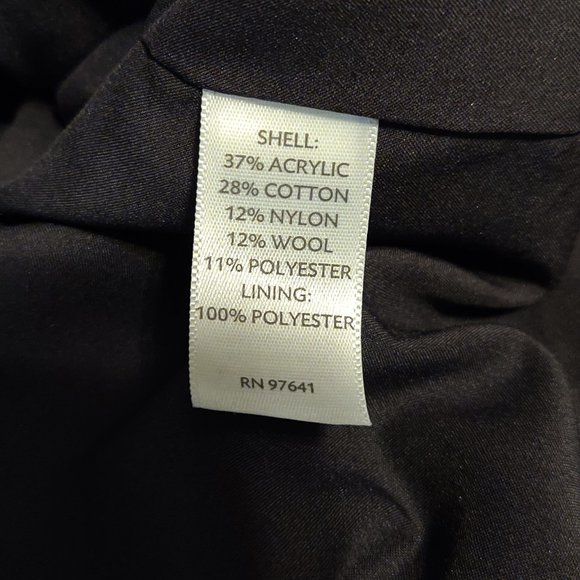 SHELL:
37% ACRYLIC
28% COTTON
12% NYLON
12% WOOL
11% POLYESTER
LINING:
100% POLYESTER
RN 97641